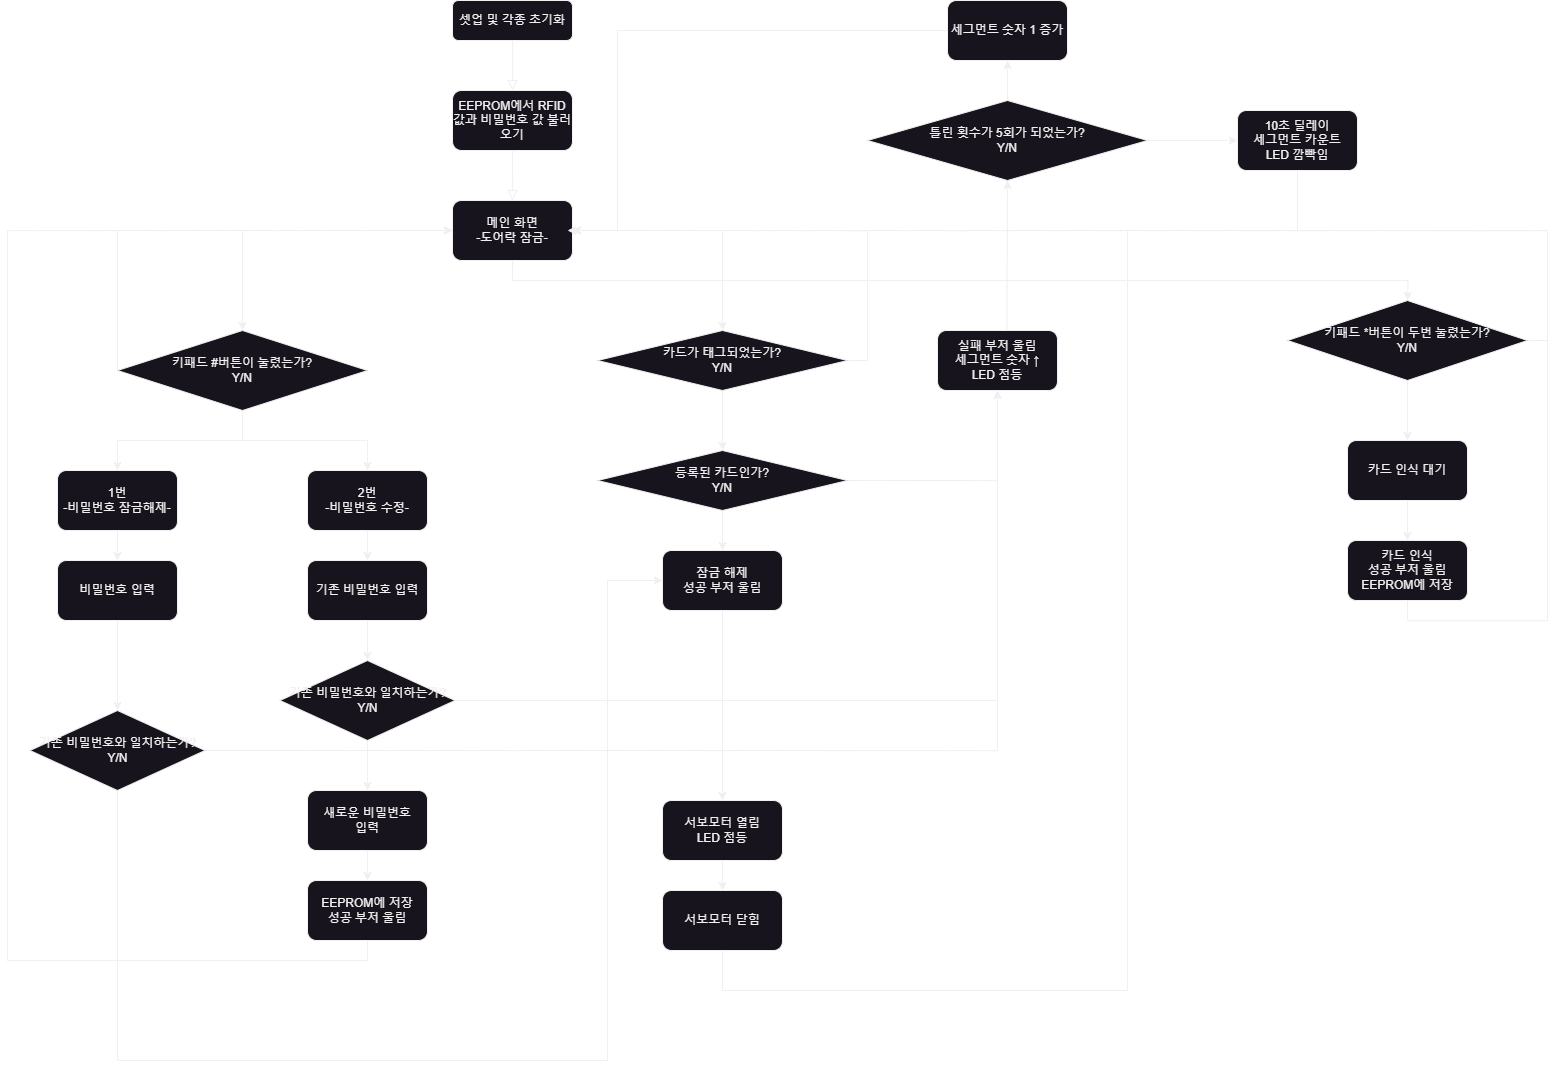 셋업 및 각종 초기화
EEPROM에서 RFID
값과 비밀번호 값 불러
오기
메인 화면
-도어락 잠금-
세그먼트 숫자 1 증가
틀린 횟수가 5회가 되었는가?
Y/N
10초 딜레이
세그먼트 카운트
LED 깜빡임
키패드 #버튼이 눌렸는가?
Y/N
카드가 태그되었는가?
Y/N
실패 부저 울림
세그먼트 숫자 ↑
LED 점등
키패드 *버튼이 두번 눌렸는가?
Y/N
1번
-비밀번호 잠금해제-
2번
-비밀번호 수정-
등록된 카드인가?
Y/N
카드 인식 대기
비밀번호 입력
기존 비밀번호 입력
잠금 해제
성공 부저 울림
카드 인식
성공 부저 울림
EEPROM에 저장
기존 비밀번호와 일치하는가?
Y/N
기존 비밀번호와 일치하는가?
Y/N
새로운 비밀번호
입력
서보모터 열림
LED 점등
EEPROM에 저장
성공 부저 울림
서보모터 닫힘